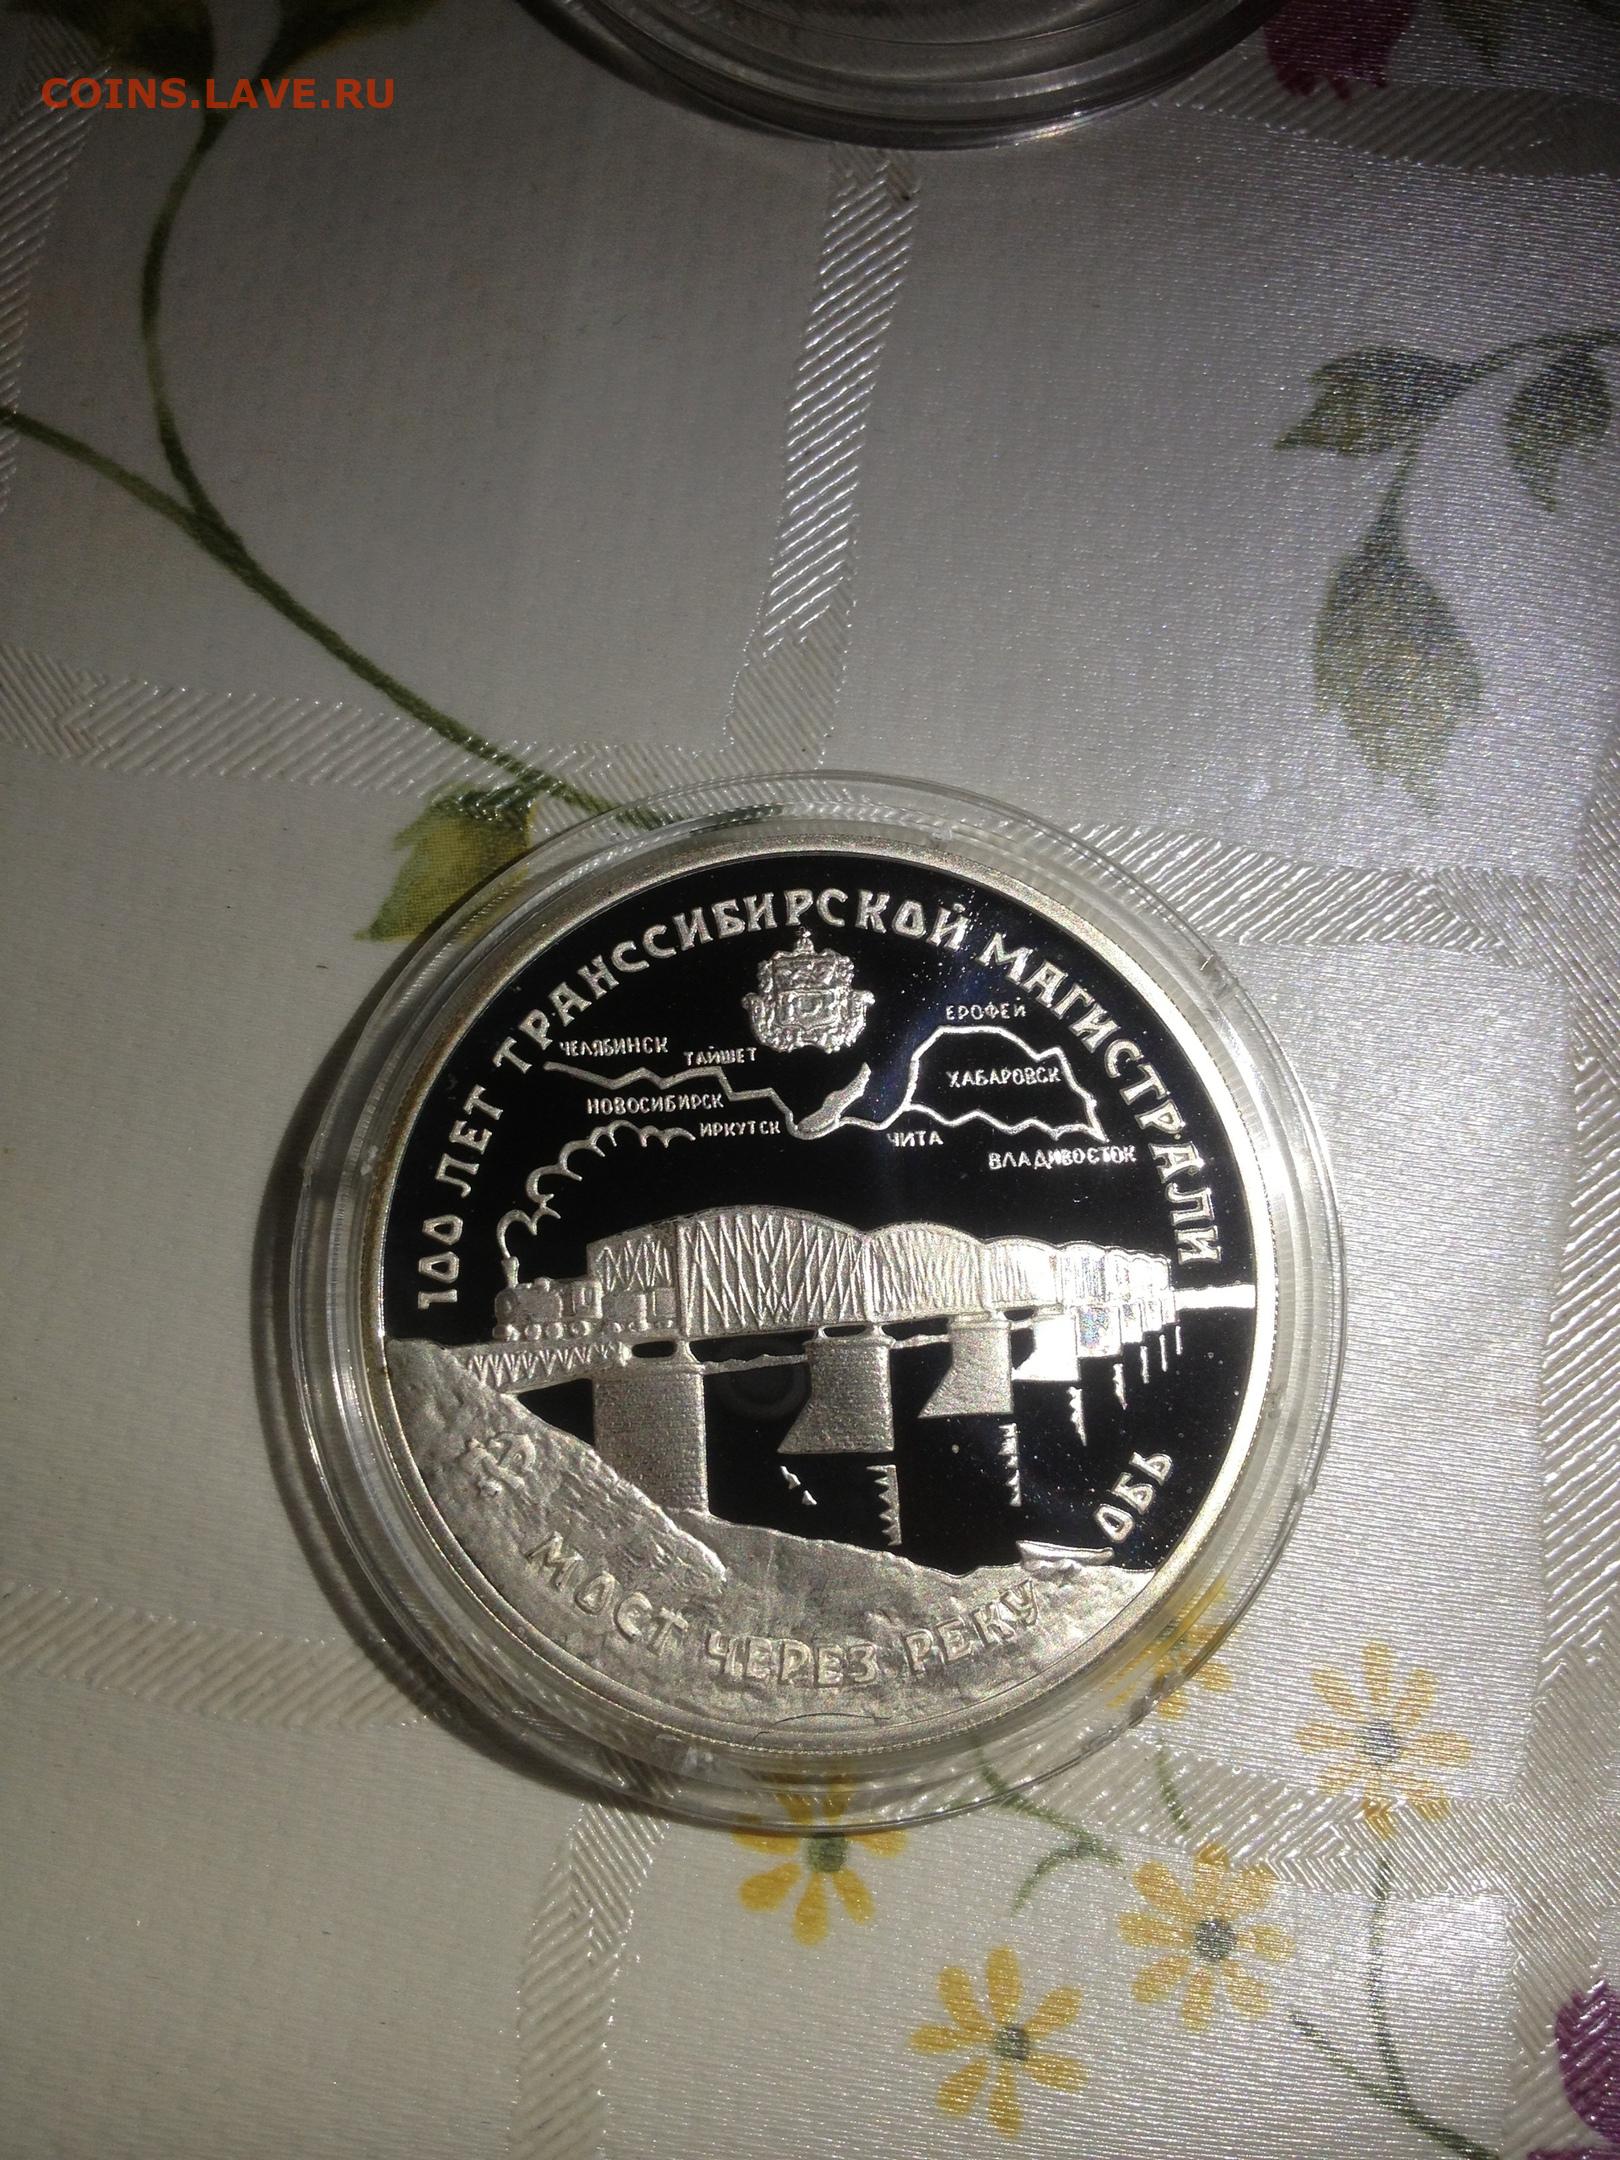 COINS.LAVE.RU
100 ЛЕТ ТРАНССИБИРСКОЙ МАГИСТРАЛИ
ЕРОФЕЙ
ЧЕЛЯБИНСК
ТАЙШЕТ
ХАБАРОВСК
НОВОСИБИРСК
ИРКУТСК
ЧИТА
ВЛАДИВОСТОК
МОСТ ЧЕРЕЗ РЕКУ ОБЬ